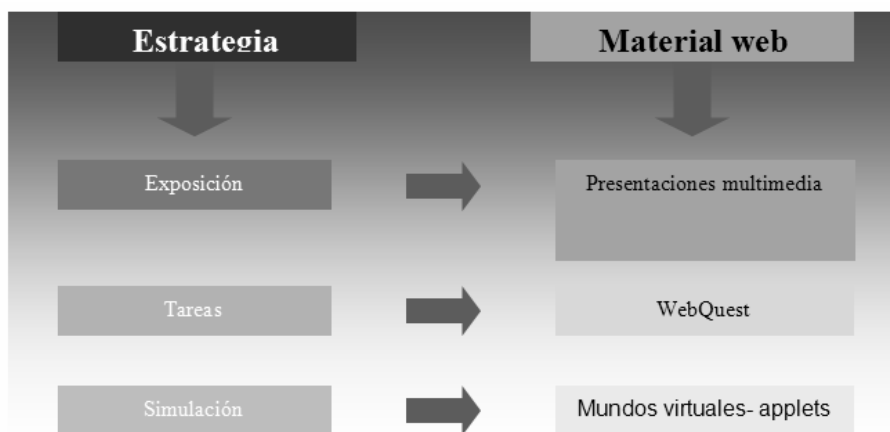 Estrategia
Material web
Exposición
Presentaciones multimedia
Tareas
WebQuest
Simulación
Mundos virtuales- applets